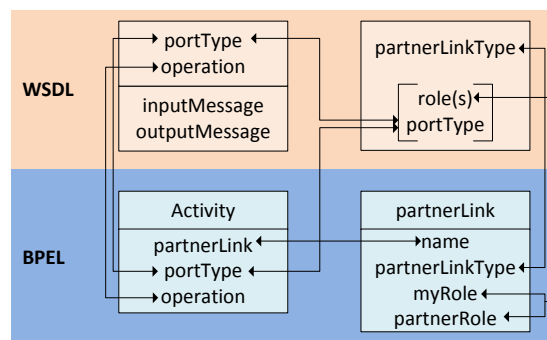 WSDL
portType
operation
inputMessage
outputMessage
partnerLinkType
role(s)
portType
BPEL
Activity
partnerLink
portType
operation
partnerLink
name
partnerLinkType
myRole
partnerRole